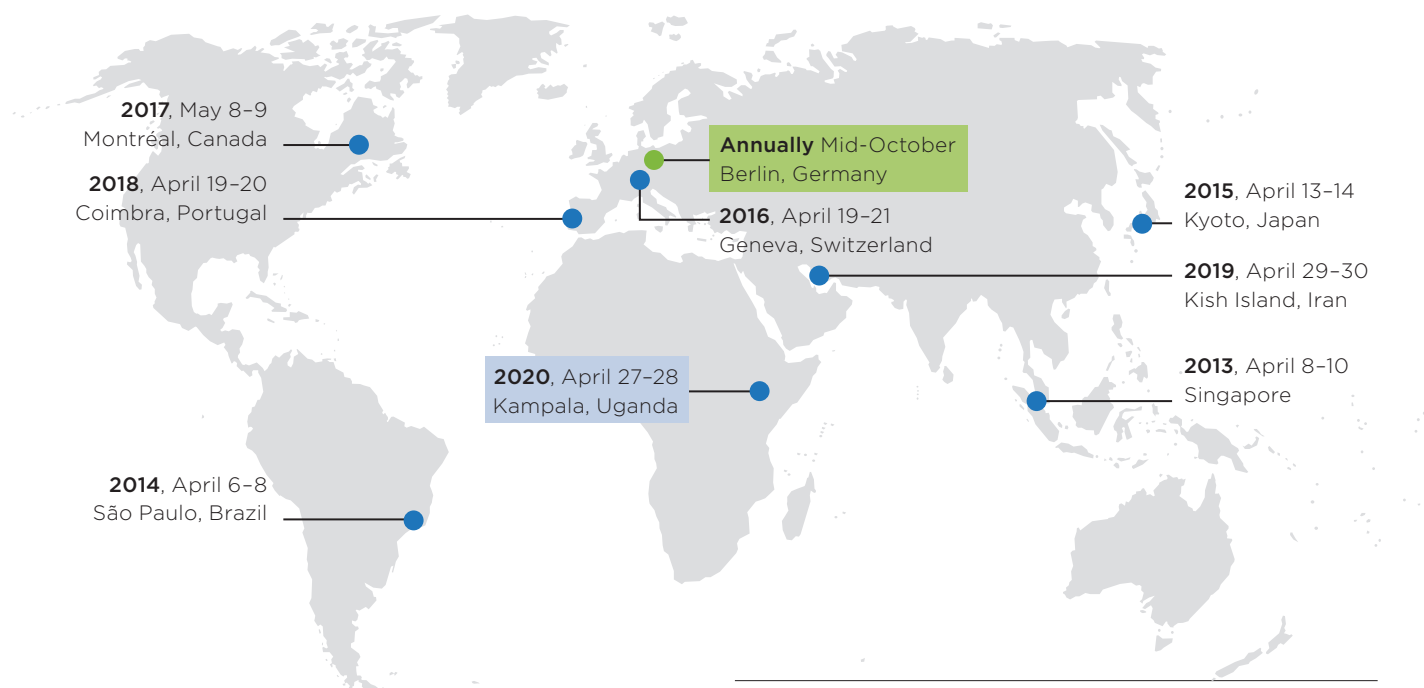 2017, May 8–9
Montréal, Canada
2018, April 19–20
Coimbra, Portugal
Annually Mid-October
Berlin, Germany
2016, April 19–21
Geneva, Switzerland
2015, April 13–14
Kyoto, Japan
2019, April 29–30
Kish Island, Iran
2020, April 27–28
Kampala, Uganda
2013, April 8–10
Singapore
2014, April 6–8
São Paulo, Brazil